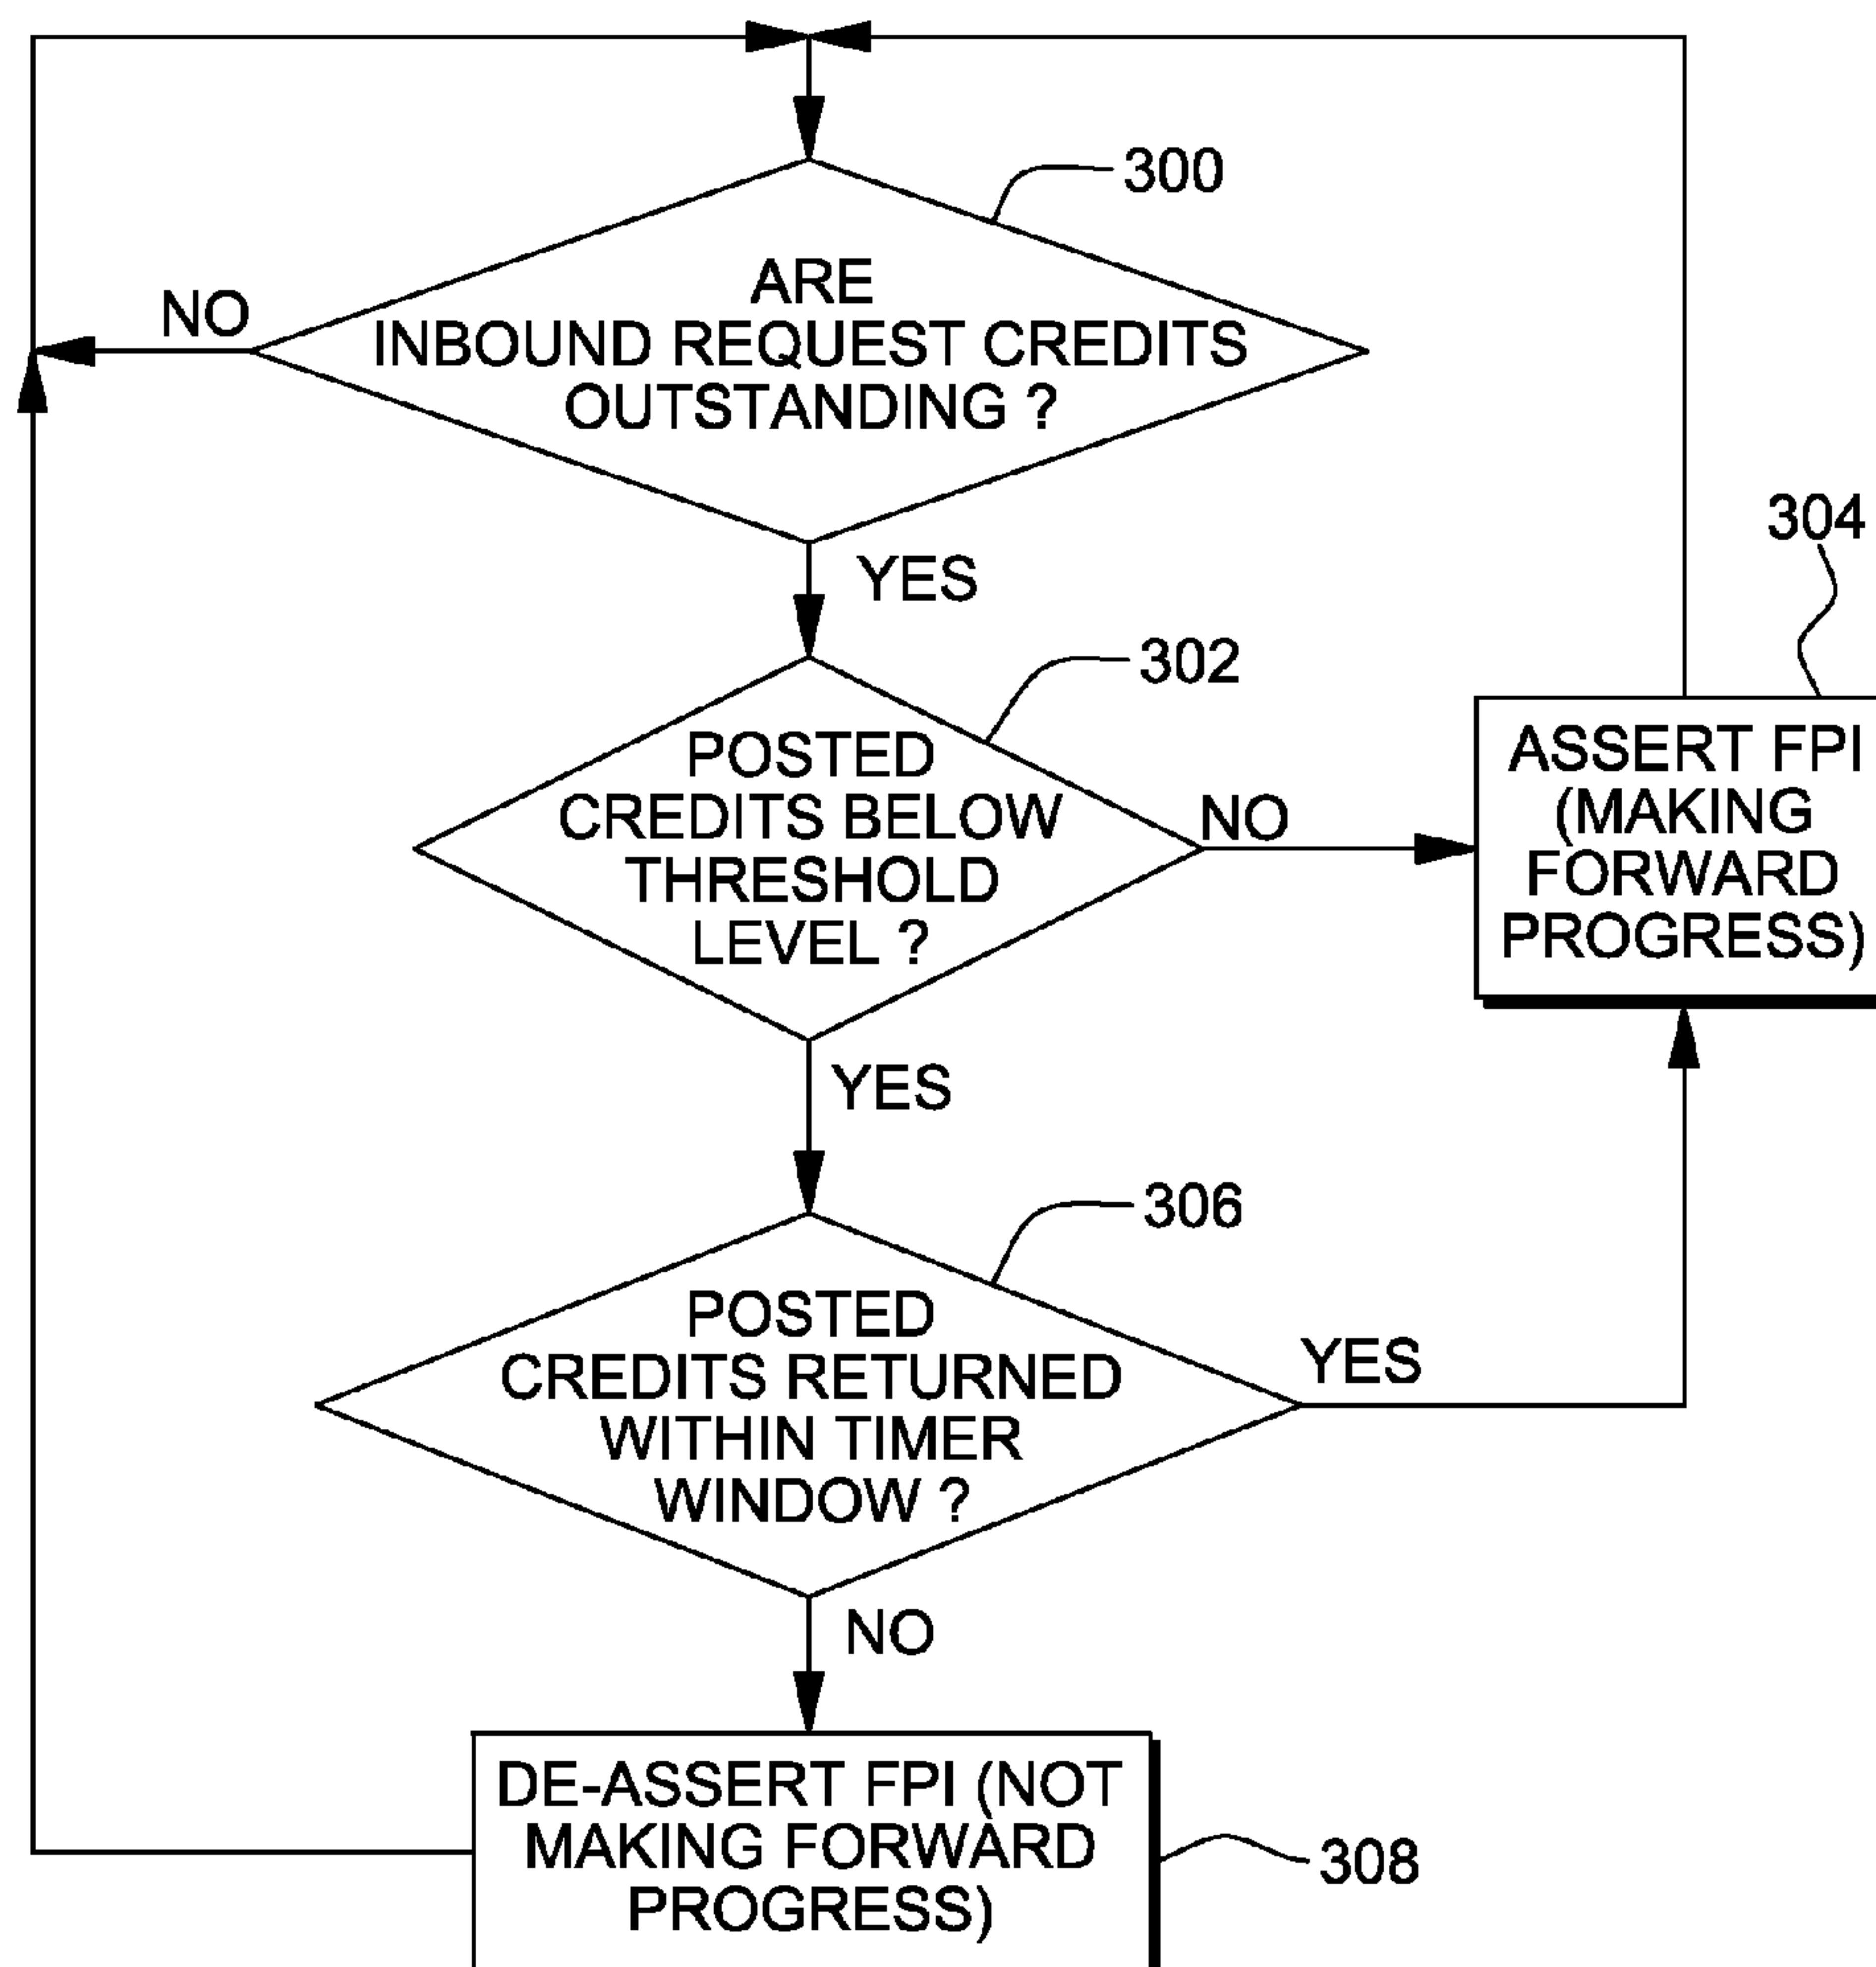 300
ARE
INBOUND REQUEST CREDITS
OUTSTANDING ?
NO
YES
304
302
POSTED
CREDITS BELOW
THRESHOLD
LEVEL ?
NO
ASSERT FPI
(MAKING
FORWARD
PROGRESS)
YES
306
POSTED
CREDITS RETURNED
WITHIN TIMER
WINDOW ?
YES
NO
DE-ASSERT FPI (NOT
MAKING FORWARD
PROGRESS)
308